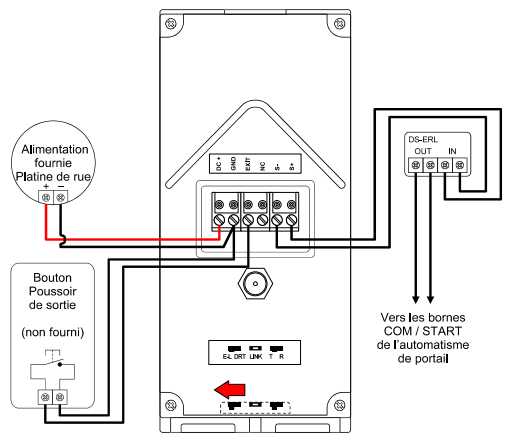 Alimentation
fournie
Platine de rue
+ −
DC + GND EXIT NC S- S+
DS-ERL
OUT IN
Bouton
Poussoir
de sortie
(non fourni)
Vers les bornes
COM / START
de l'automatisme
de portail
E-L DRT LINK T R